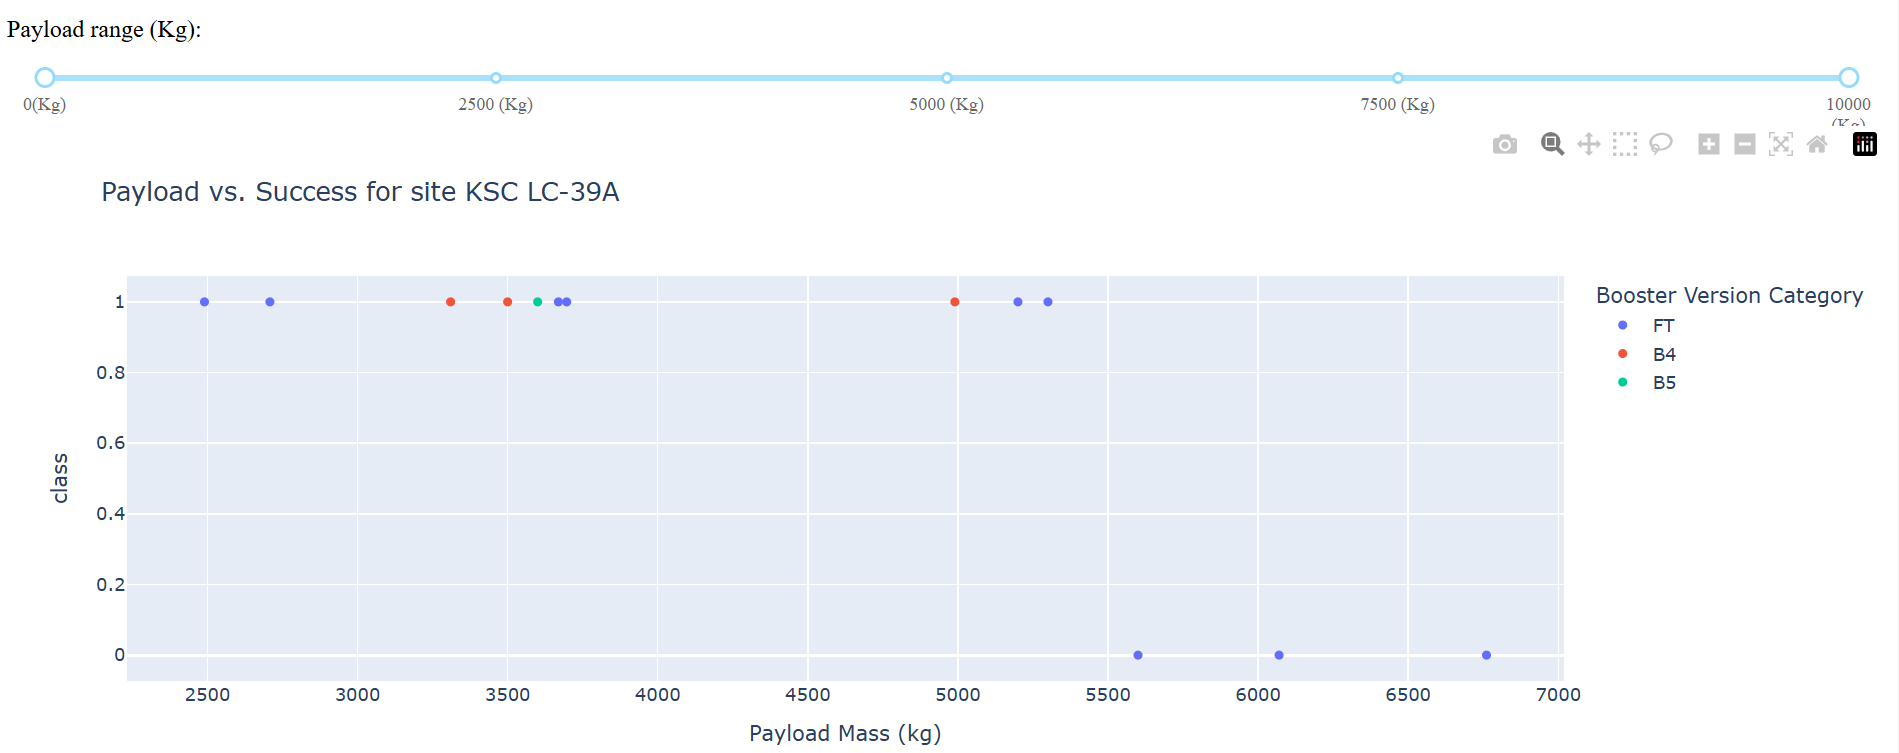 Payload range (Kg):
0(Kg)
2500 (Kg)
5000 (Kg)
7500 (Kg)
10000
(Kg)
Payload vs. Success for site KSC LC-39A
Booster Version Category
FT
B4
B5
class
1
0.8
0.6
0.4
0.2
0
2500
3000
3500
4000
4500
5000
5500
6000
6500
7000
Payload Mass (kg)